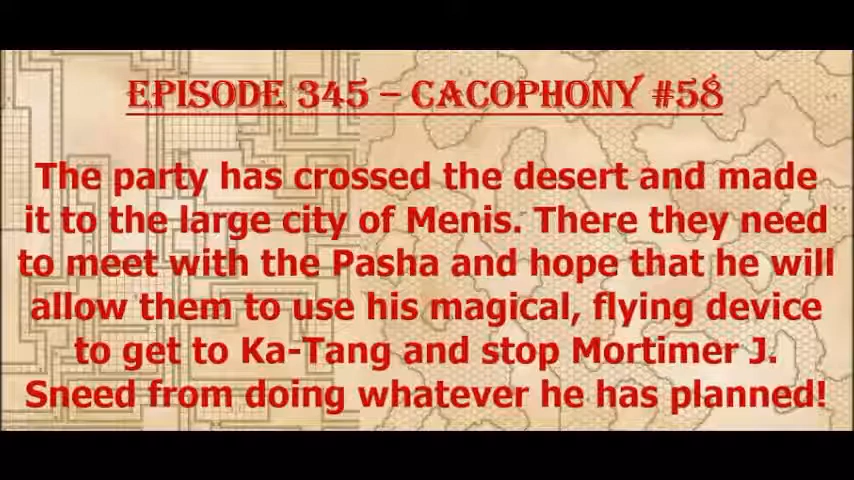 EPISODE 345 – CACOPHONY #58
The party has crossed the desert and made
it to the large city of Menis. There they need
to meet with the Pasha and hope that he will
allow them to use his magical, flying device
to get to Ka-Tang and stop Mortimer J.
Sneed from doing whatever he has planned!